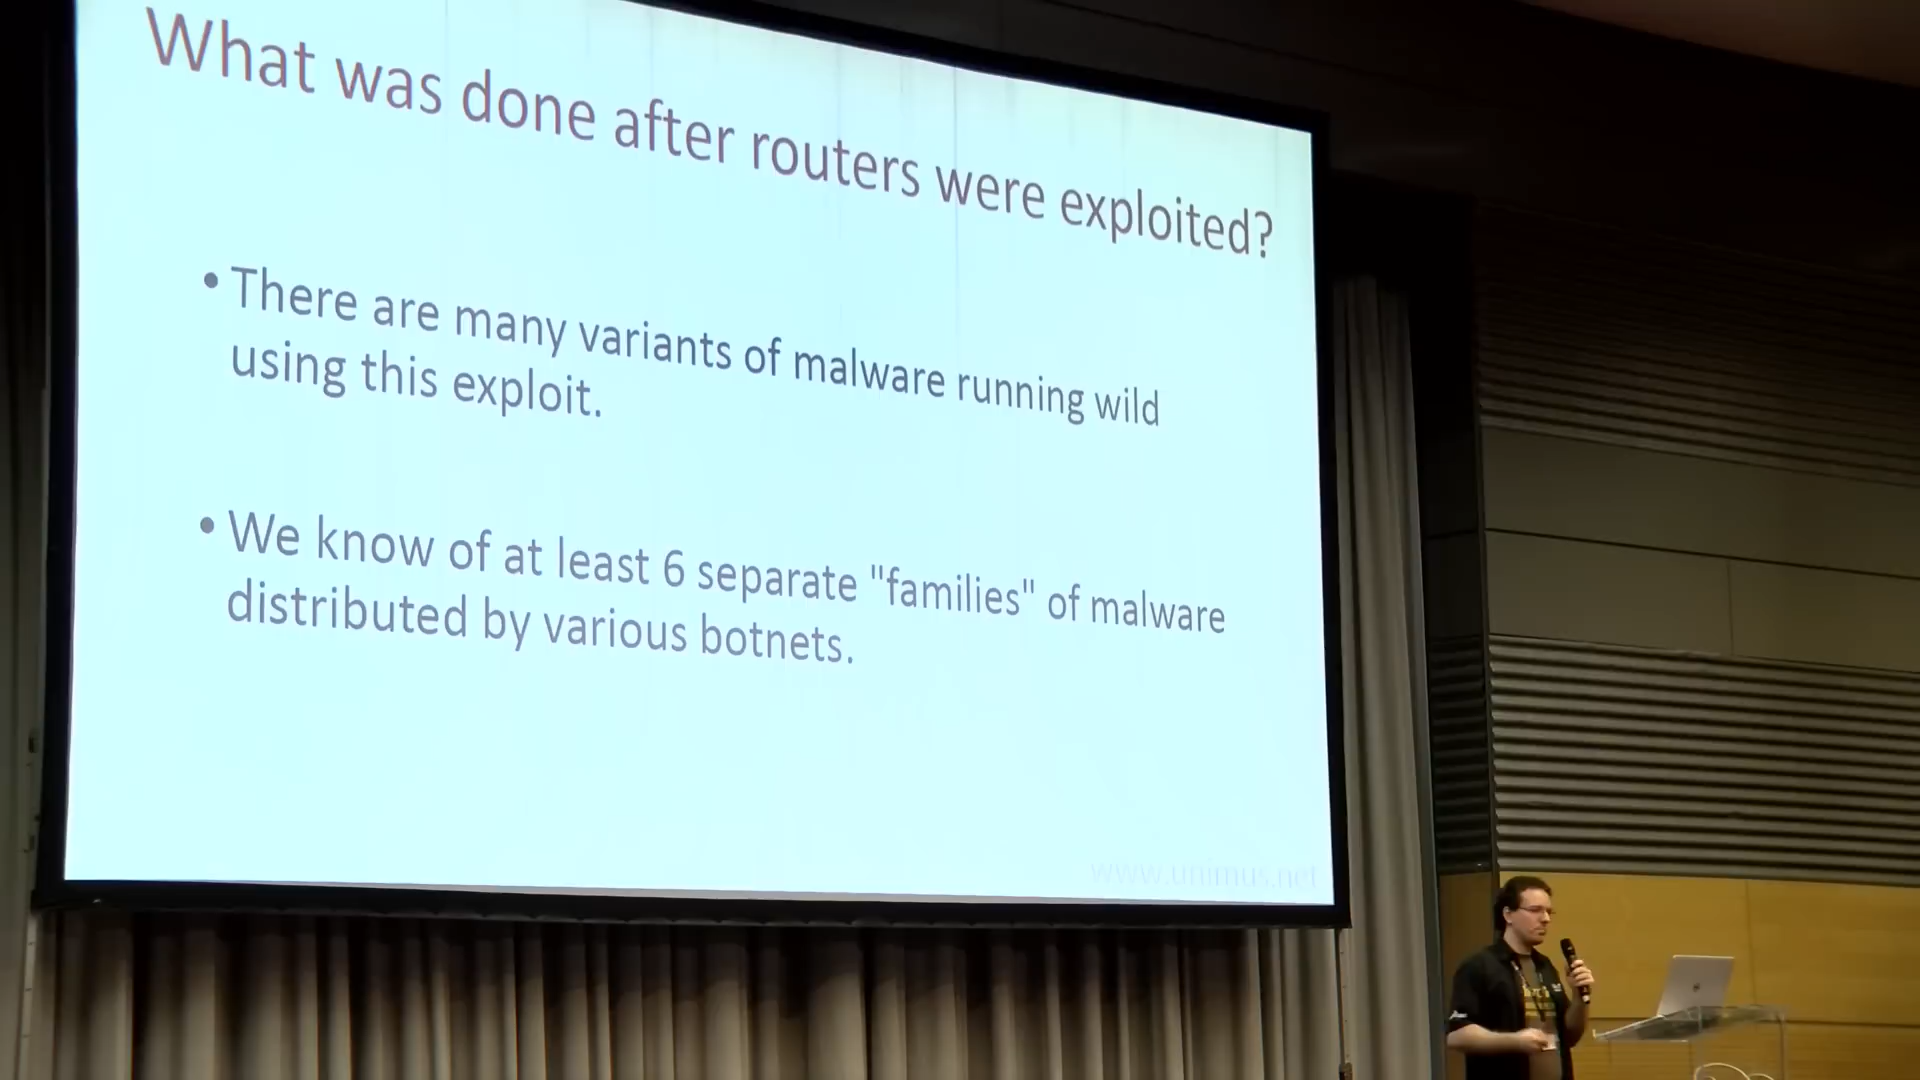 What was done after routers were exploited?
• There are many variants of malware running wild
using this exploit.
• We know of at least 6 separate "families" of malware
distributed by various botnets.
www.unimus.net